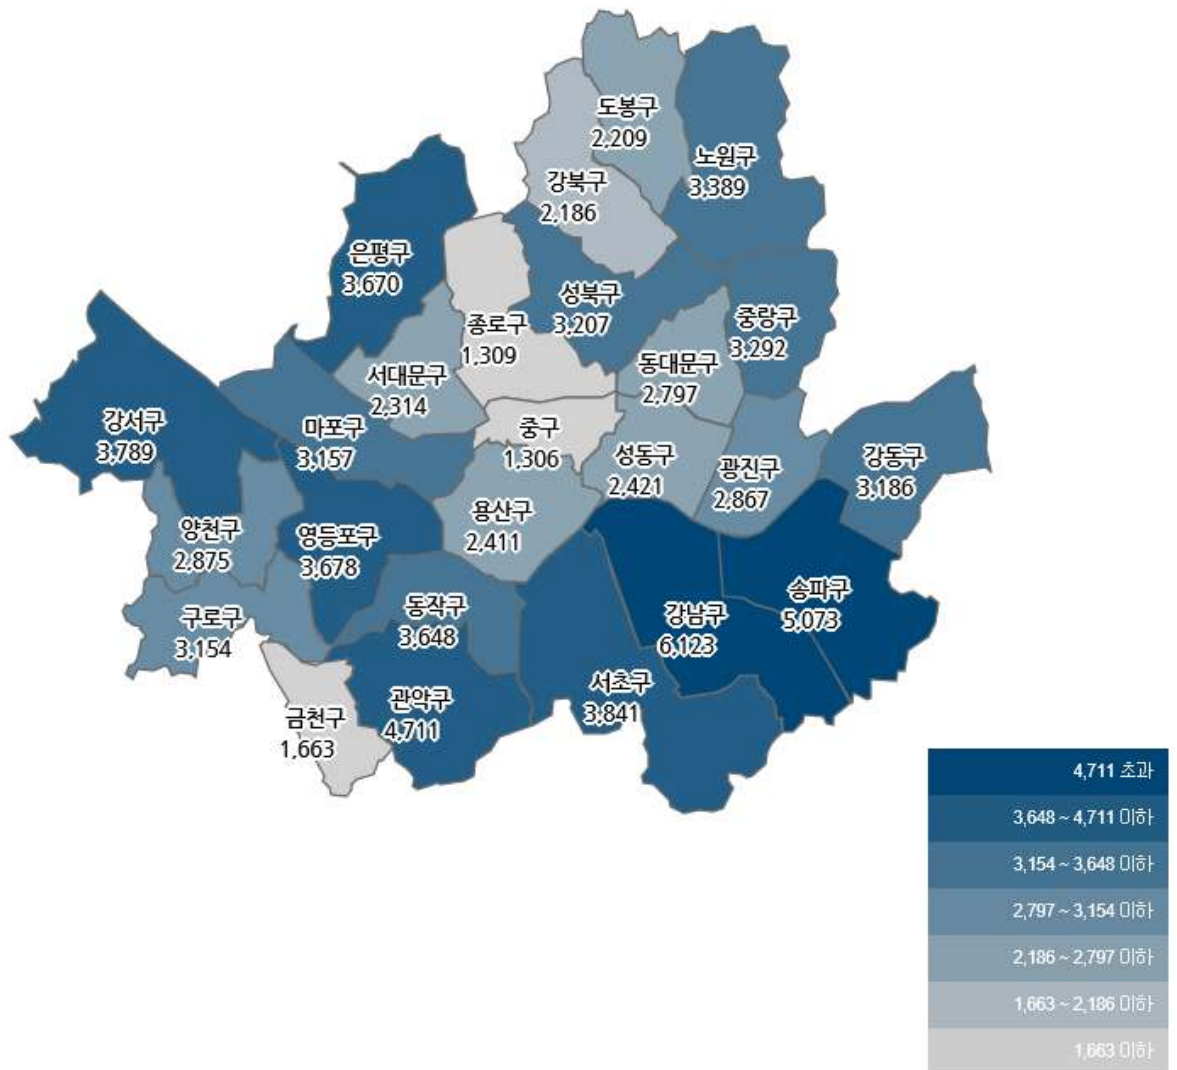 도봉구
2,209
노원구
3,389
강북구
2,186
은평구
3,670
성북구
3,207
종로구
1,309
중랑구
3,292
동대문구
2,797
서대문구
2,314
강서구
3,789
마포구
3,157
중구
1,306
성동구
2,421
광진구
2,867
강동구
3,186
양천구
2,875
영등포구
3,678
용산구
2,411
구로구
3,154
동작구
3,648
강남구
6,123
송파구
5,073
관악구
4,711
서초구
3,841
금천구
1,663
4,711 초과
3,648 ~ 4,711 이하
3,154 ~ 3,648 이하
2,797 ~ 3,154 이하
2,186 ~ 2,797 이하
1,663 ~ 2,186 이하
1,663 이하